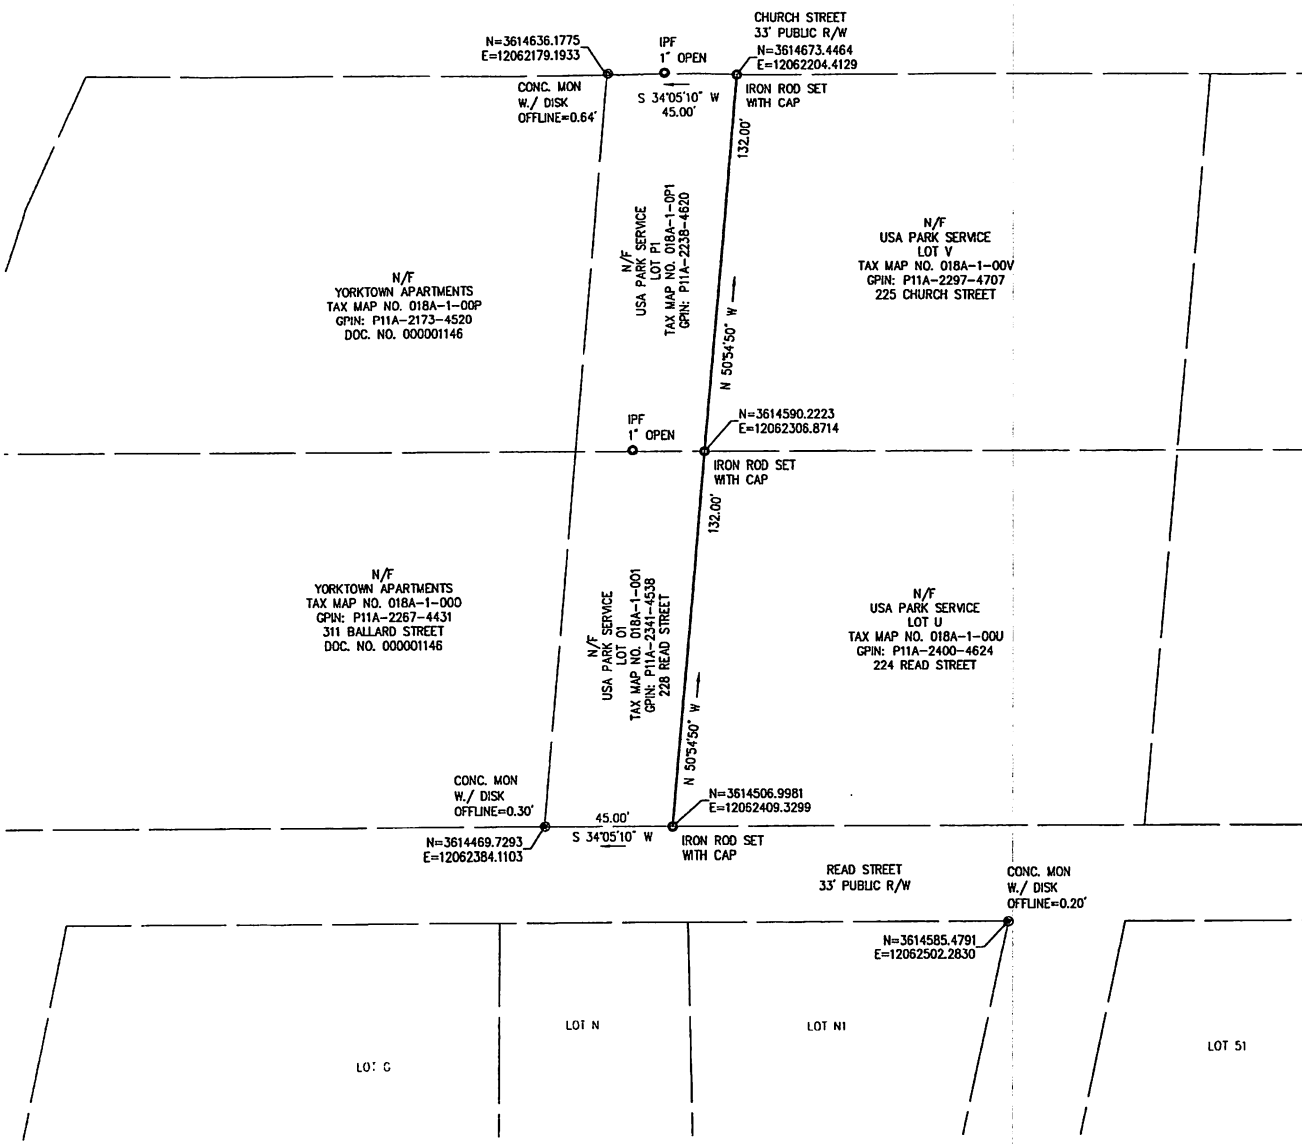 CHURCH STREET
33' PUBLIC R/W
N=3614636.1775
E=12062179.1933
IPF
1" OPEN
N=3614673.4464
E=12062204.4129
CONC. MON
W./ DISK
OFFLINE=0.64'
S 34°05'10" W
45.00'
IRON ROD SET
WITH CAP
132.00'
N/F
USA PARK SERVICE
LOT P1
TAX MAP NO. 018A-1-0P1
GPIN: P11A-2238-4620
N/F
USA PARK SERVICE
LOT V
TAX MAP NO. 018A-1-00V
GPIN: P11A-2297-4707
225 CHURCH STREET
N/F
YORKTOWN APARTMENTS
TAX MAP NO. 018A-1-00P
GPIN: P11A-2173-4520
DOC. NO. 000001146
N 50°54'50" W
IPF
1" OPEN
N=3614590.2223
E=12062306.8714
IRON ROD SET
WITH CAP
132.00'
N/F
YORKTOWN APARTMENTS
TAX MAP NO. 018A-1-00O
GPIN: P11A-2267-4431
311 BALLARD STREET
DOC. NO. 000001146
N/F
USA PARK SERVICE
LOT O1
TAX MAP NO. 018A-1-0O1
GPIN: P11A-2341-4538
228 READ STREET
N/F
USA PARK SERVICE
LOT U
TAX MAP NO. 018A-1-00U
GPIN: P11A-2400-4624
224 READ STREET
N 50°54'50" W
CONC. MON
W./ DISK
OFFLINE=0.30'
N=3614506.9981
E=12062409.3299
45.00'
S 34°05'10" W
N=3614469.7293
E=12062384.1103
IRON ROD SET
WITH CAP
READ STREET
33' PUBLIC R/W
CONC. MON
W./ DISK
OFFLINE=0.20'
N=3614585.4791
E=12062502.2830
LOT N
LOT N1
LOT 51
LOT G